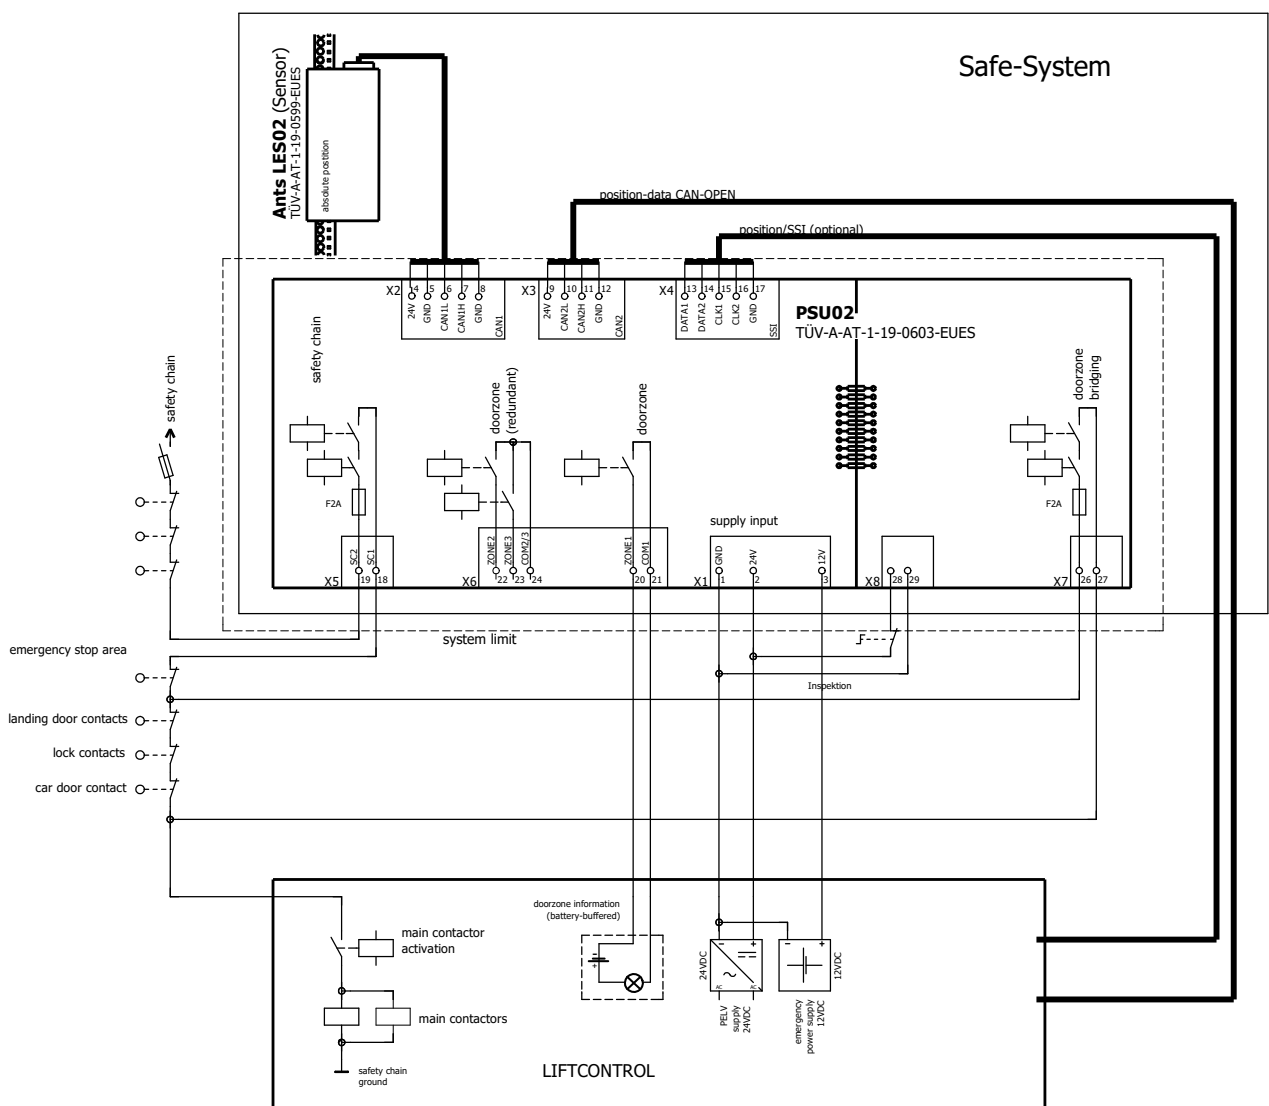 Safe-System
Ants LES02 (Sensor)
TÜV-A-AT-1-19-0599-EUES
absolute postition
position-data CAN-OPEN
position/SSI (optional)
X2
4
5
6
7
8
24V
GND
CAN1L
CAN1H
GND
CAN1
X3
9
10
11
12
24V
CAN2L
CAN2H
GND
CAN2
X4
13
14
15
16
17
DATA1
DATA2
CLK1
CLK2
GND
SSI
PSU02
TÜV-A-AT-1-19-0603-EUES
safety chain
safety chain
doorzone
(redundant)
doorzone
doorzone
bridging
F2A
F2A
supply input
SC2
SC1
X5
19
18
ZONE2
ZONE3
COM2/3
X6
22
23
24
ZONE1
COM1
20
21
GND
24V
12V
X1
1
2
3
X8
28
29
X7
26
27
system limit
emergency stop area
Inspektion
landing door contacts
lock contacts
car door contact
doorzone information
(battery-buffered)
-
+
main contactor
activation
24VDC
-
+
AC
AC
-
+
12VDC
main contactors
PELV
supply
24VDC
emergency
power supply
12VDC
safety chain
ground
LIFTCONTROL